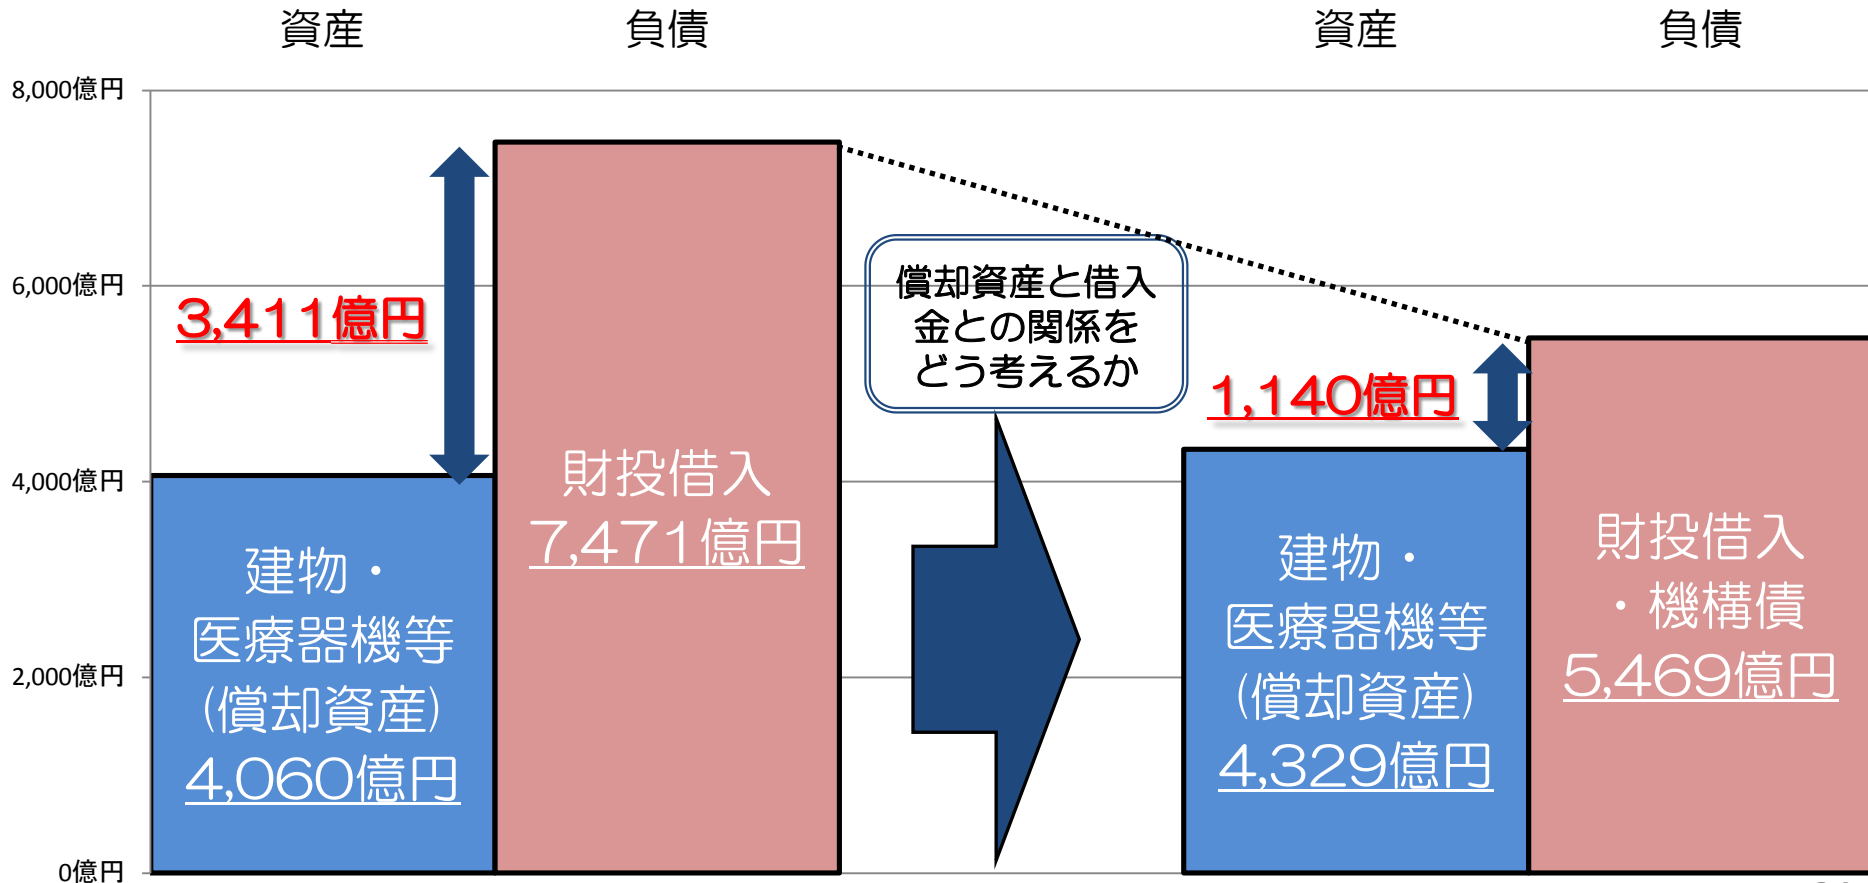 資産
負債
資産
負債
8,000億円
6,000億円
4,000億円
2,000億円
0億円
3,411億円
建物・
医療器機等
(償却資産)
4,060億円
財投借入
7,471億円
償却資産と借入
金との関係を
どう考えるか
1,140億円
建物・
医療器機等
(償却資産)
4,329億円
財投借入
・機構債
5,469億円